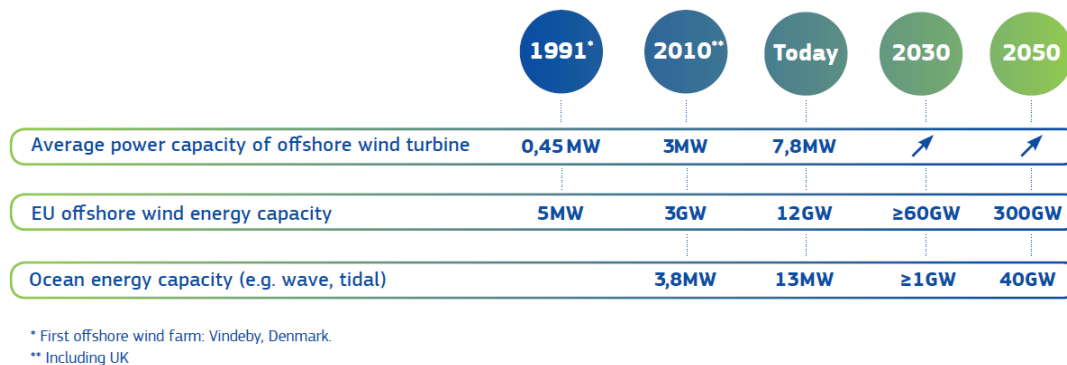 1991* 2010** Today 2030 2050
Average power capacity of offshore wind turbine 0,45 MW 3MW 7,8MW
EU offshore wind energy capacity 5MW 3GW 12GW ≥60GW 300GW
Ocean energy capacity (e.g. wave, tidal) 3,8MW 13MW ≥1GW 40GW
* First offshore wind farm: Vindeby, Denmark.
** Including UK